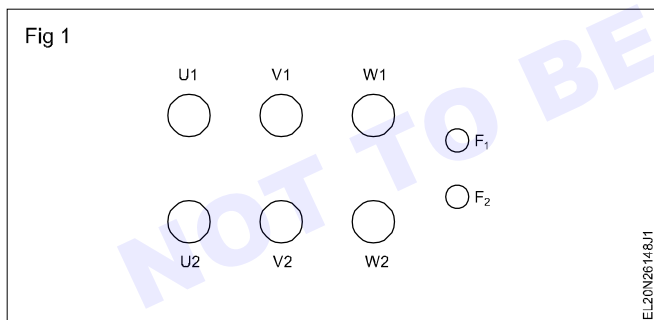 Fig 1
U1 V1 W1
F₁
F₂
U2 V2 W2
EL20N26148J1
NOT TO BE